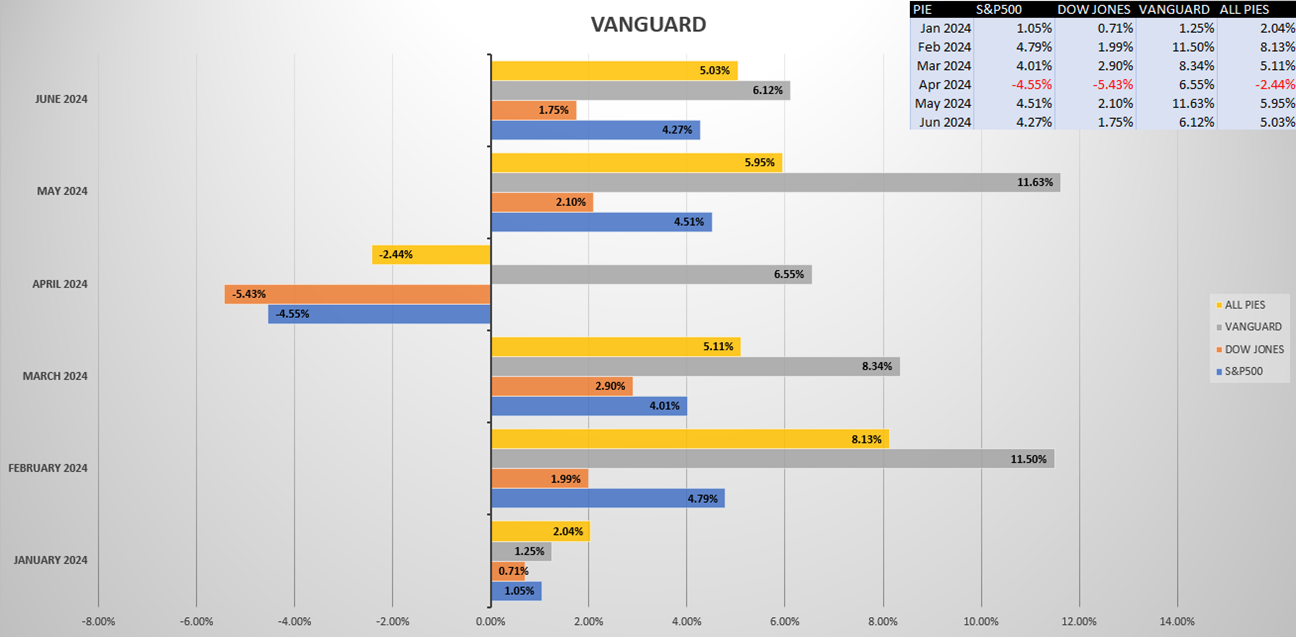 VANGUARD
PIE S&P500 DOW JONES VANGUARD ALL PIES
Jan 2024 1.05% 0.71% 1.25% 2.04%
Feb 2024 4.79% 1.99% 11.50% 8.13%
Mar 2024 4.01% 2.90% 8.34% 5.11%
Apr 2024 -4.55% -5.43% 6.55% -2.44%
May 2024 4.51% 2.10% 11.63% 5.95%
Jun 2024 4.27% 1.75% 6.12% 5.03%
JUNE 2024
5.03%
6.12%
1.75%
4.27%
MAY 2024
5.95%
11.63%
2.10%
4.51%
APRIL 2024
-2.44%
6.55%
-5.43%
-4.55%
MARCH 2024
5.11%
8.34%
2.90%
4.01%
FEBRUARY 2024
8.13%
11.50%
1.99%
4.79%
JANUARY 2024
2.04%
1.25%
0.71%
1.05%
ALL PIES
VANGUARD
DOW JONES
S&P500
-8.00% -6.00% -4.00% -2.00% 0.00% 2.00% 4.00% 6.00% 8.00% 10.00% 12.00% 14.00%